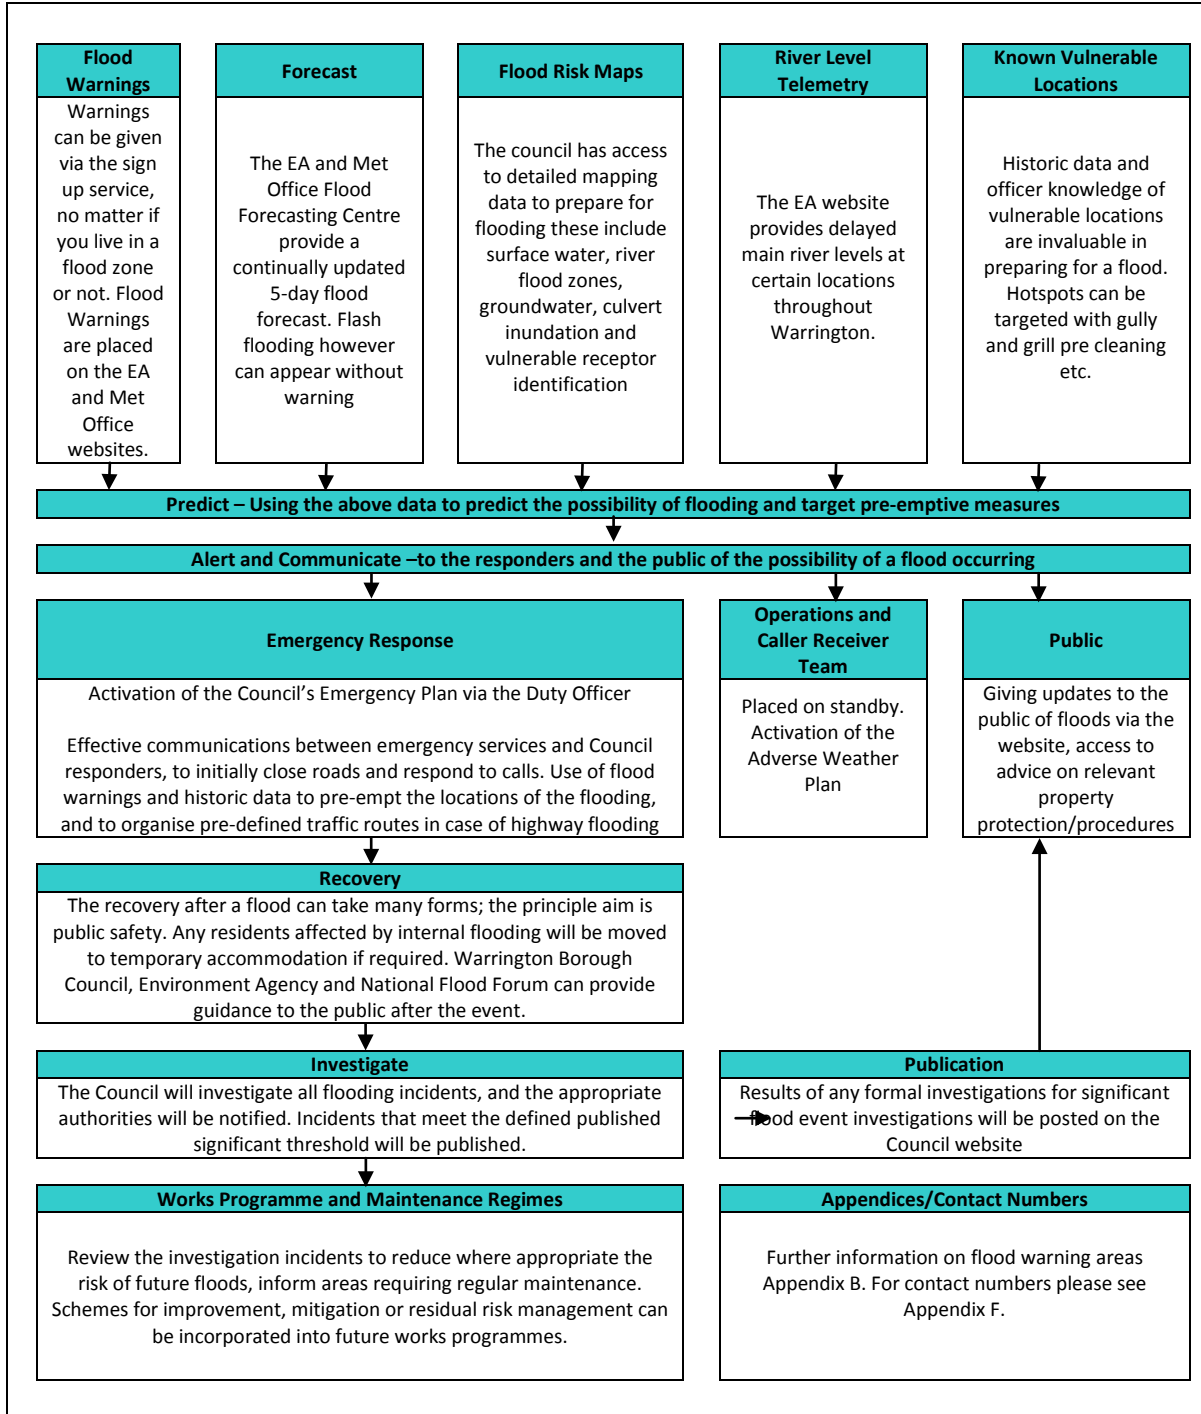 Flood
Warnings
Warnings
can be given
via the sign
up service,
no matter if
you live in a
flood zone
or not. Flood
Warnings
are placed
on the EA
and Met
Office
websites.
Forecast
The EA and Met
Office Flood
Forecasting Centre
provide a
continually updated
5-day flood
forecast. Flash
flooding however
can appear without
warning
Flood Risk Maps
The council has access
to detailed mapping
data to prepare for
flooding these include
surface water, river
flood zones,
groundwater, culvert
inundation and
vulnerable receptor
identification
River Level
Telemetry
The EA website
provides delayed
main river levels at
certain locations
throughout
Warrington.
Known Vulnerable
Locations
Historic data and
officer knowledge of
vulnerable locations
are invaluable in
preparing for a flood.
Hotspots can be
targeted with gully
and grill pre cleaning
etc.
Predict – Using the above data to predict the possibility of flooding and target pre-emptive measures
Alert and Communicate –to the responders and the public of the possibility of a flood occurring
Emergency Response
Activation of the Council’s Emergency Plan via the Duty Officer
Effective communications between emergency services and Council
responders, to initially close roads and respond to calls. Use of flood
warnings and historic data to pre-empt the locations of the flooding,
and to organise pre-defined traffic routes in case of highway flooding
Operations and
Caller Receiver
Team
Placed on standby.
Activation of the
Adverse Weather
Plan
Public
Giving updates to the
public of floods via the
website, access to
advice on relevant
property
protection/procedures
Recovery
The recovery after a flood can take many forms; the principle aim is
public safety. Any residents affected by internal flooding will be moved
to temporary accommodation if required. Warrington Borough
Council, Environment Agency and National Flood Forum can provide
guidance to the public after the event.
Investigate
The Council will investigate all flooding incidents, and the appropriate
authorities will be notified. Incidents that meet the defined published
significant threshold will be published.
Publication
Results of any formal investigations for significant
flood event investigations will be posted on the
Council website
Works Programme and Maintenance Regimes
Review the investigation incidents to reduce where appropriate the
risk of future floods, inform areas requiring regular maintenance.
Schemes for improvement, mitigation or residual risk management can
be incorporated into future works programmes.
Appendices/Contact Numbers
Further information on flood warning areas
Appendix B. For contact numbers please see
Appendix F.